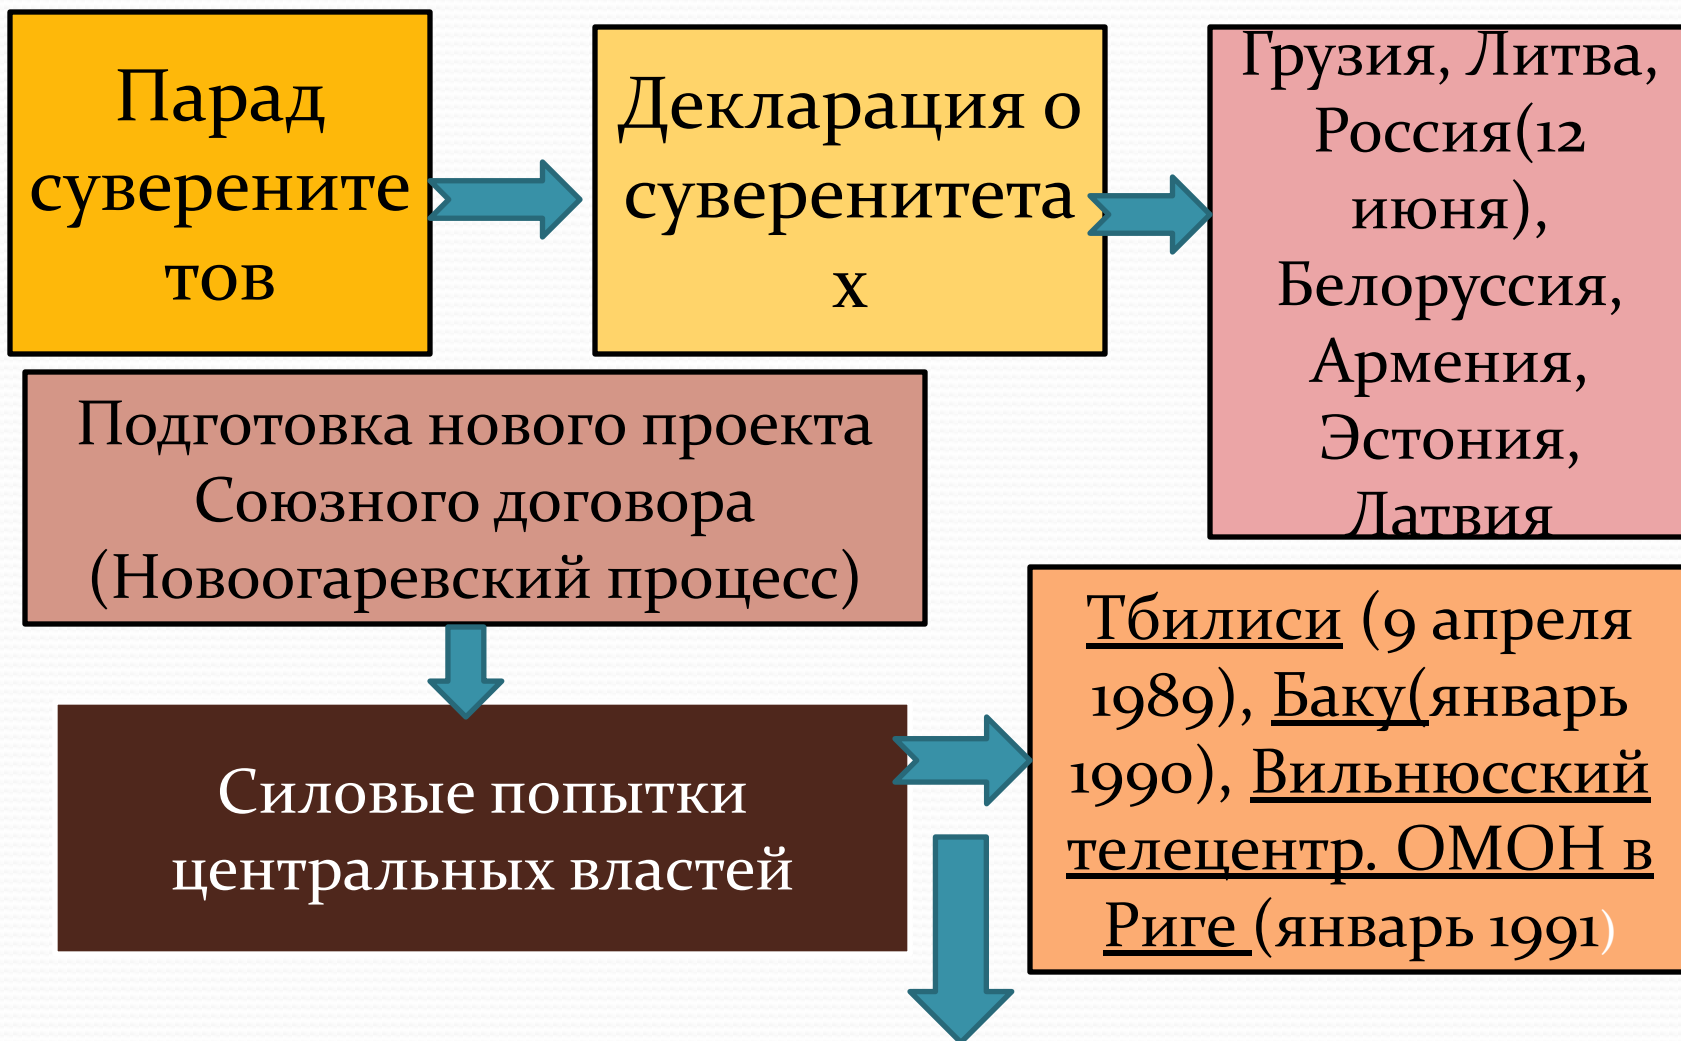 Парад
суверените
тов
Декларация о
суверенитета
х
Грузия, Литва,
Россия(12
июня),
Белоруссия,
Армения,
Эстония,
Латвия
Подготовка нового проекта
Союзного договора
(Новоогаревский процесс)
Силовые попытки
центральных властей
Тбилиси (9 апреля
1989), Баку(январь
1990), Вильнюсский
телецентр. ОМОН в
Риге (январь 1991)